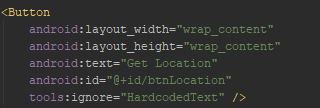 <Button
android:layout_width="wrap_content"
android:layout_height="wrap_content"
android:text="Get Location"
android:id="@+id/btnLocation"
tools:ignore="HardcodedText" />